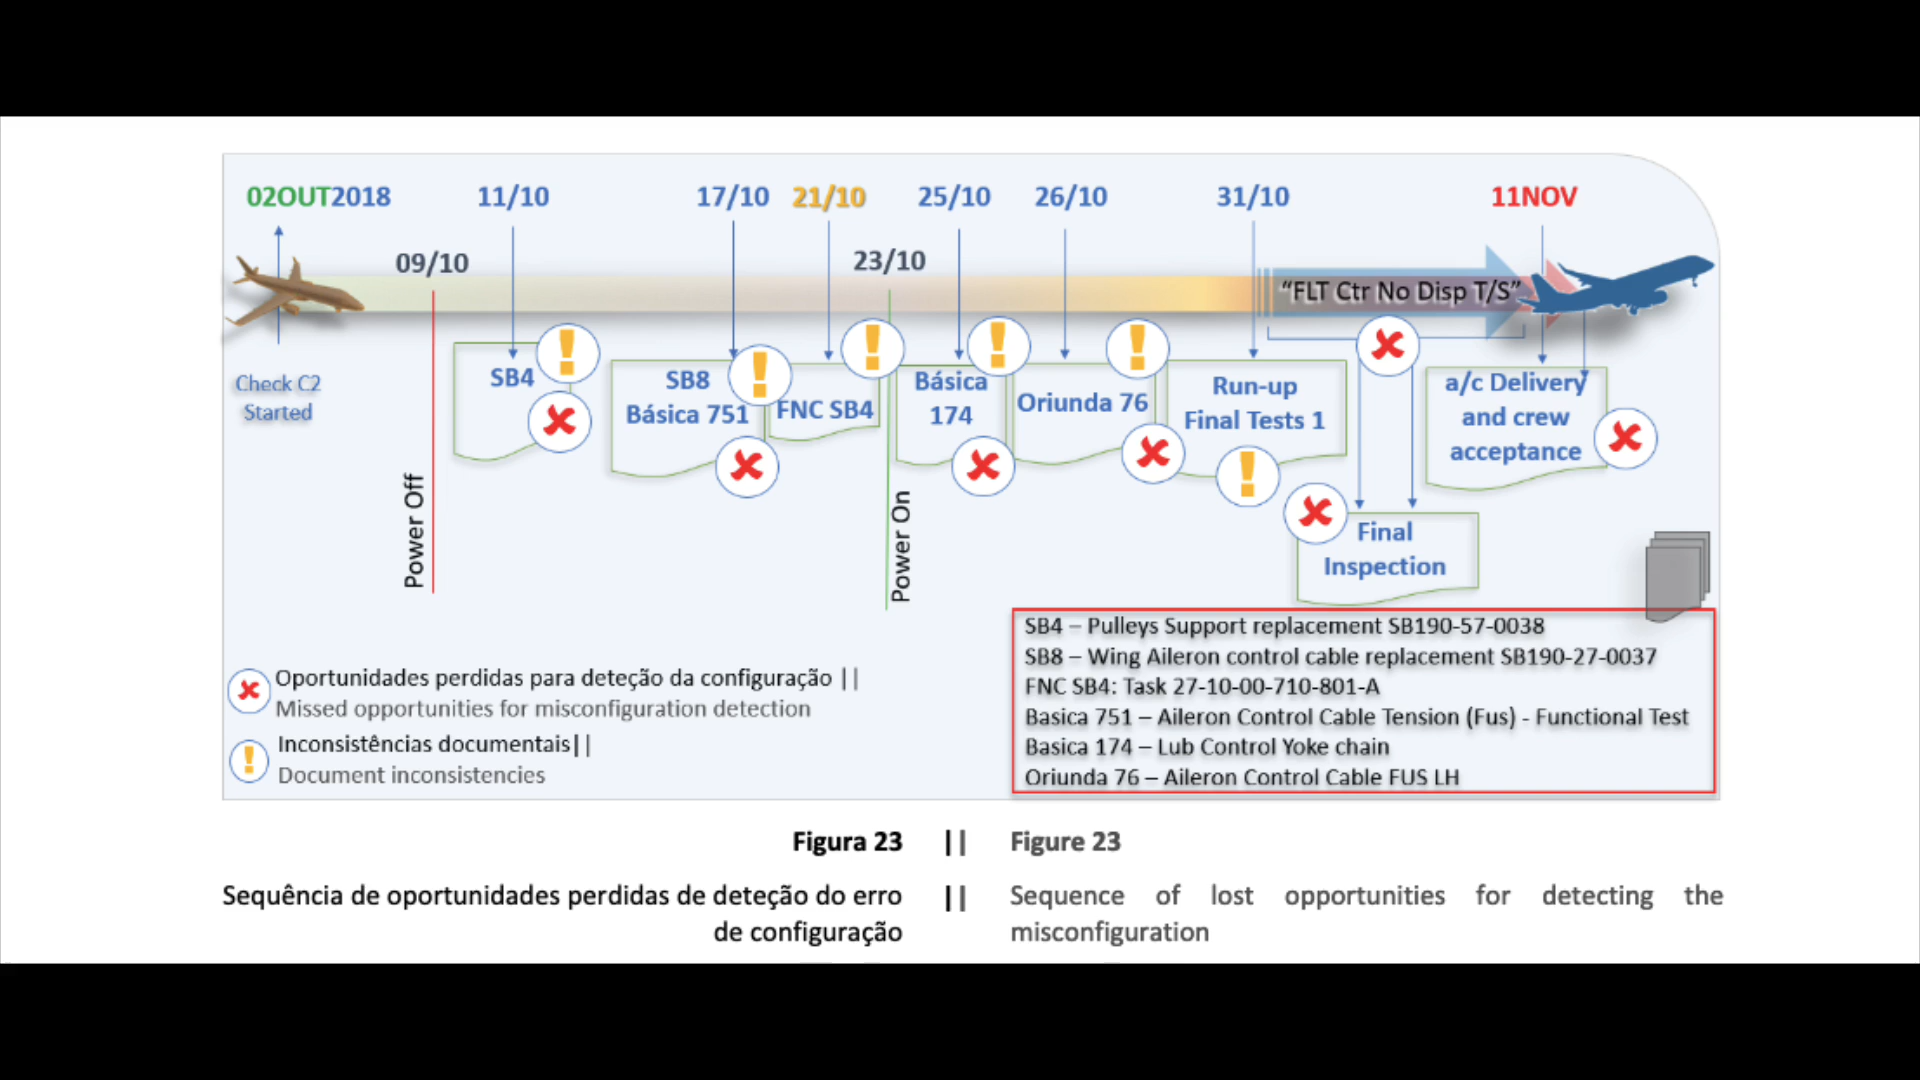 02OUT2018
11/10
17/10
21/10
25/10
26/10
31/10
11NOV
09/10
23/10
"FLT Ctr No Disp T/S"
Check C2
Started
Power Off
SB4
SB8
Básica 751
FNC SB4
Power On
Básica
174
Oriunda 76
Run-up
Final Tests 1
a/c Delivery
and crew
acceptance
Final
Inspection
Oportunidades perdidas para deteção da configuração ||
Missed opportunities for misconfiguration detection
Inconsistências documentais||
Document inconsistencies
SB4 – Pulleys Support replacement SB190-57-0038
SB8 – Wing Aileron control cable replacement SB190-27-0037
FNC SB4: Task 27-10-00-710-801-A
Basica 751 – Aileron Control Cable Tension (Fus) - Functional Test
Basica 174 – Lub Control Yoke chain
Oriunda 76 – Aileron Control Cable FUS LH
Figura 23 || Figure 23
Sequência de oportunidades perdidas de deteção do erro || Sequence of lost opportunities for detecting the
de configuração misconfiguration